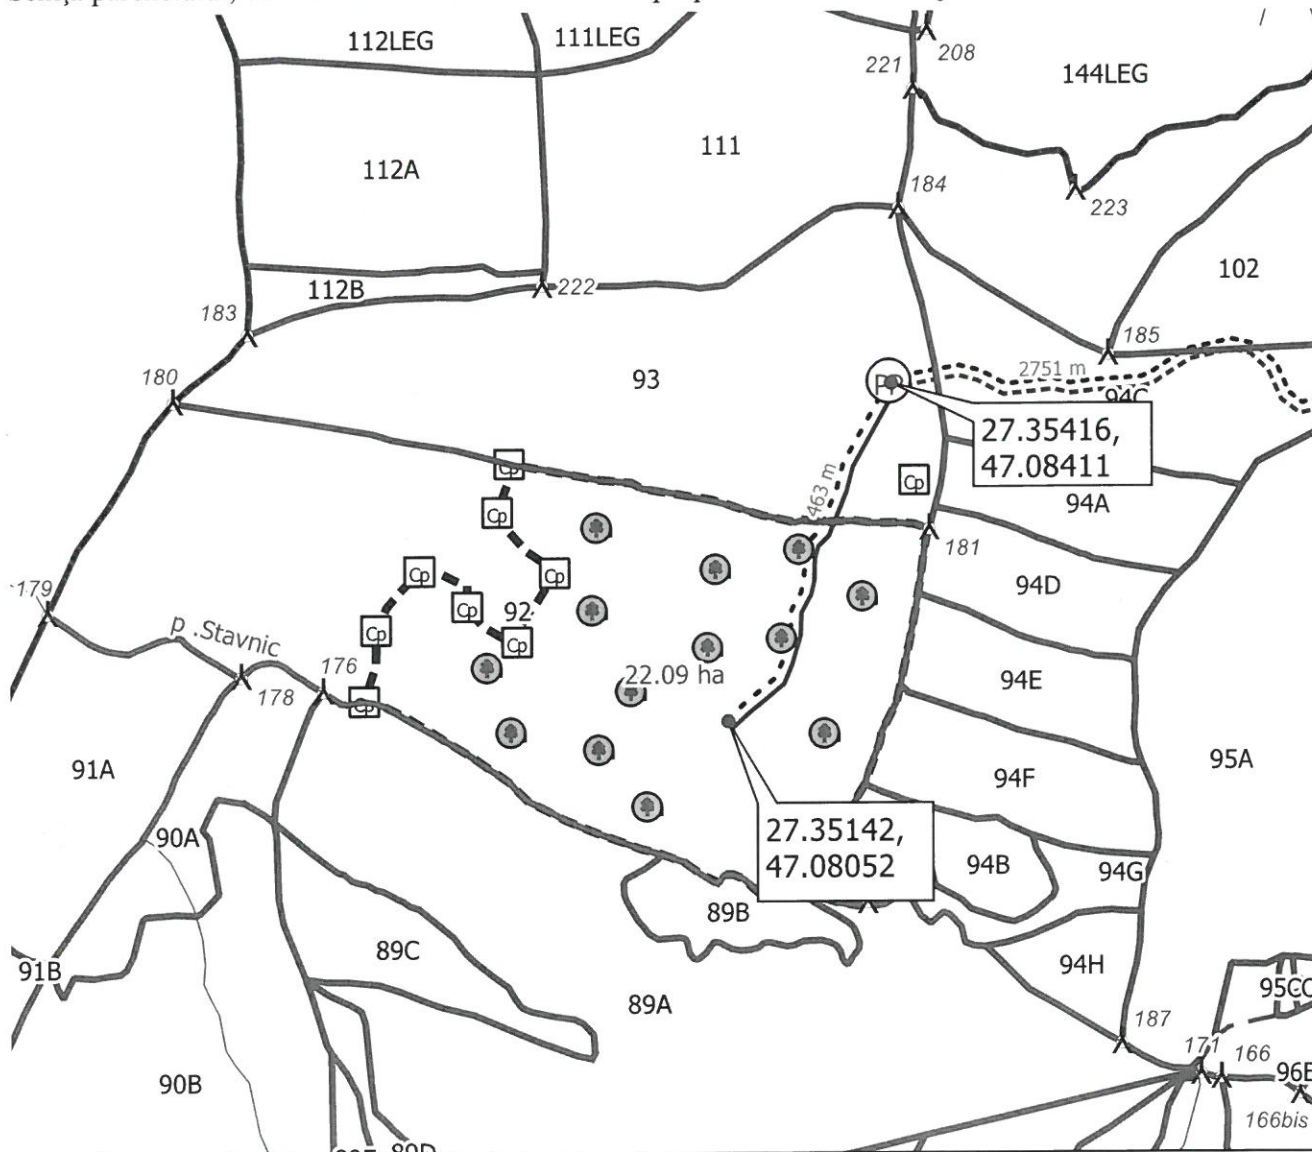 112LEG
111LEG
208
221
144LEG
111
112A
184
223
102
112B
222
183
185
180
93
2751 m
94C
27.35416,
47.08411
Cp
Cp
463 m
94A
Cp
181
179
Cp
Cp
94D
Cp
92
p.Stavnic
Cp
Cp
176
22.09 ha
94E
178
Cp
91A
95A
94F
27.35142,
47.08052
90A
94B
94G
89B
89C
94H
91B
95C
89A
187
171
166
96E
90B
166bis
89D